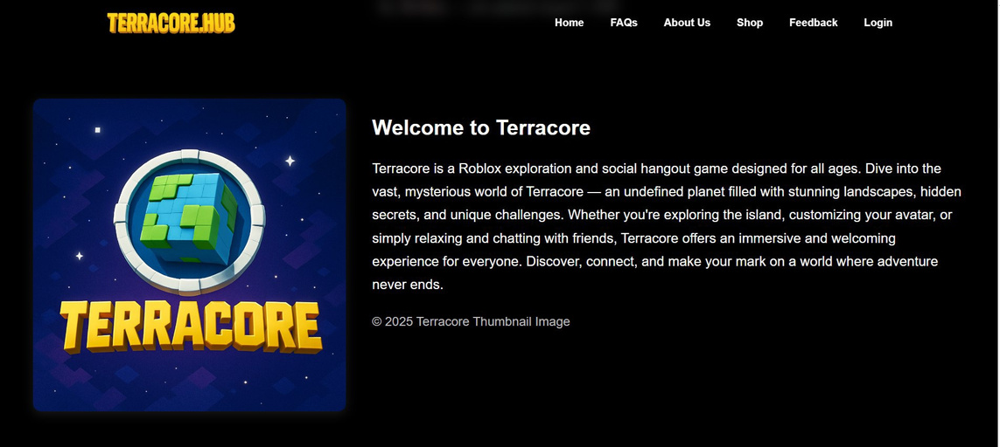 TERRACORE.HUB
Home FAQs About Us Shop Feedback Login
TERRACORE
Welcome to Terracore
Terracore is a Roblox exploration and social hangout game designed for all ages. Dive into the
vast, mysterious world of Terracore — an undefined planet filled with stunning landscapes, hidden
secrets, and unique challenges. Whether you're exploring the island, customizing your avatar, or
simply relaxing and chatting with friends, Terracore offers an immersive and welcoming
experience for everyone. Discover, connect, and make your mark on a world where adventure
never ends.
© 2025 Terracore Thumbnail Image